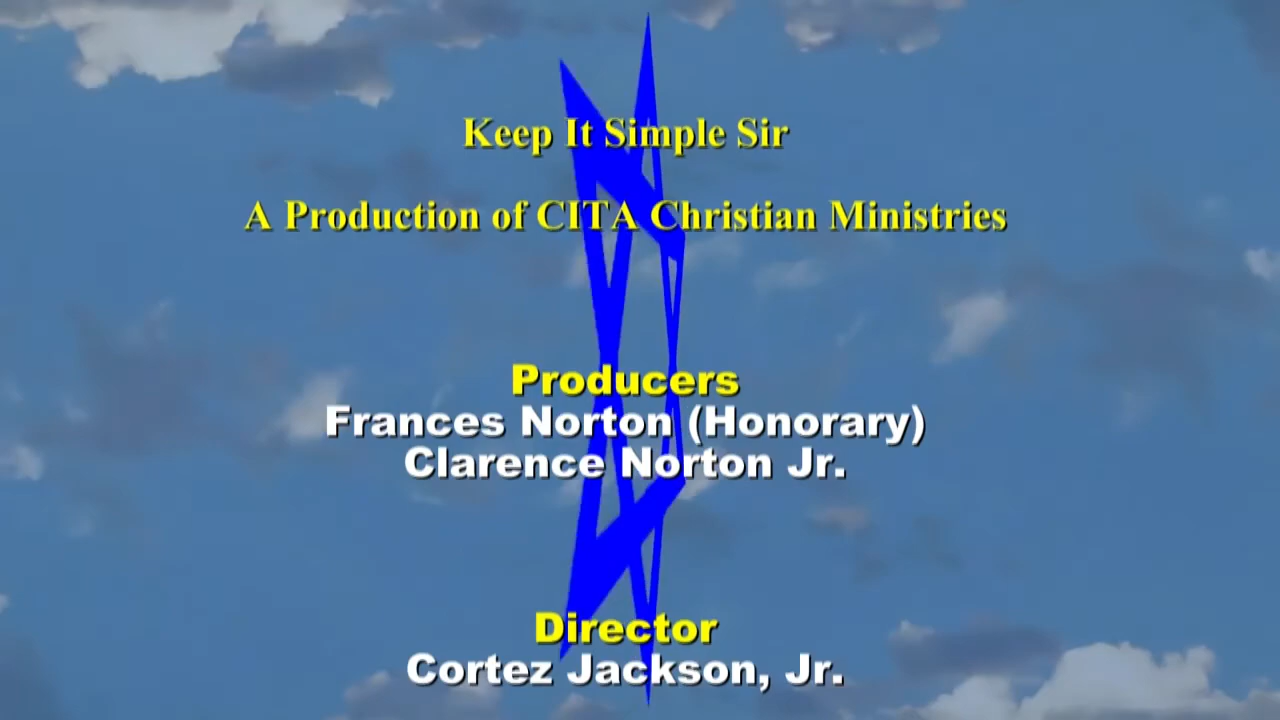 Keep It Simple Sir
A Production of CITA Christian Ministries
Producers
Frances Norton (Honorary)
Clarence Norton Jr.
Director
Cortez Jackson, Jr.